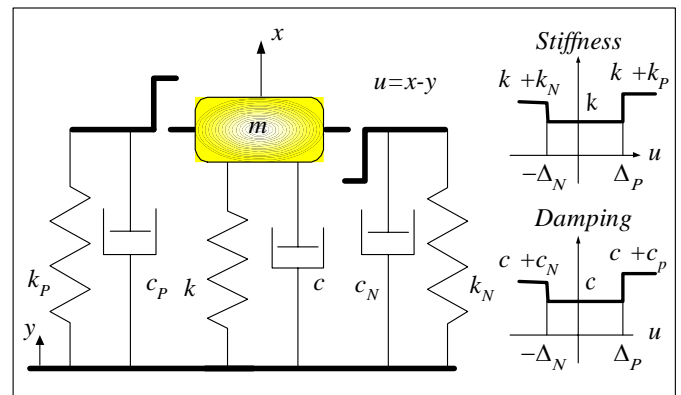 x
u=x-y
m
k_P
c_P
k
c
c_N
k_N
y
Stiffness
k +k_N
k
k +k_P
−Δ_N
Δ_P
u
Damping
c +c_N
c
c +c_p
−Δ_N
Δ_P
u